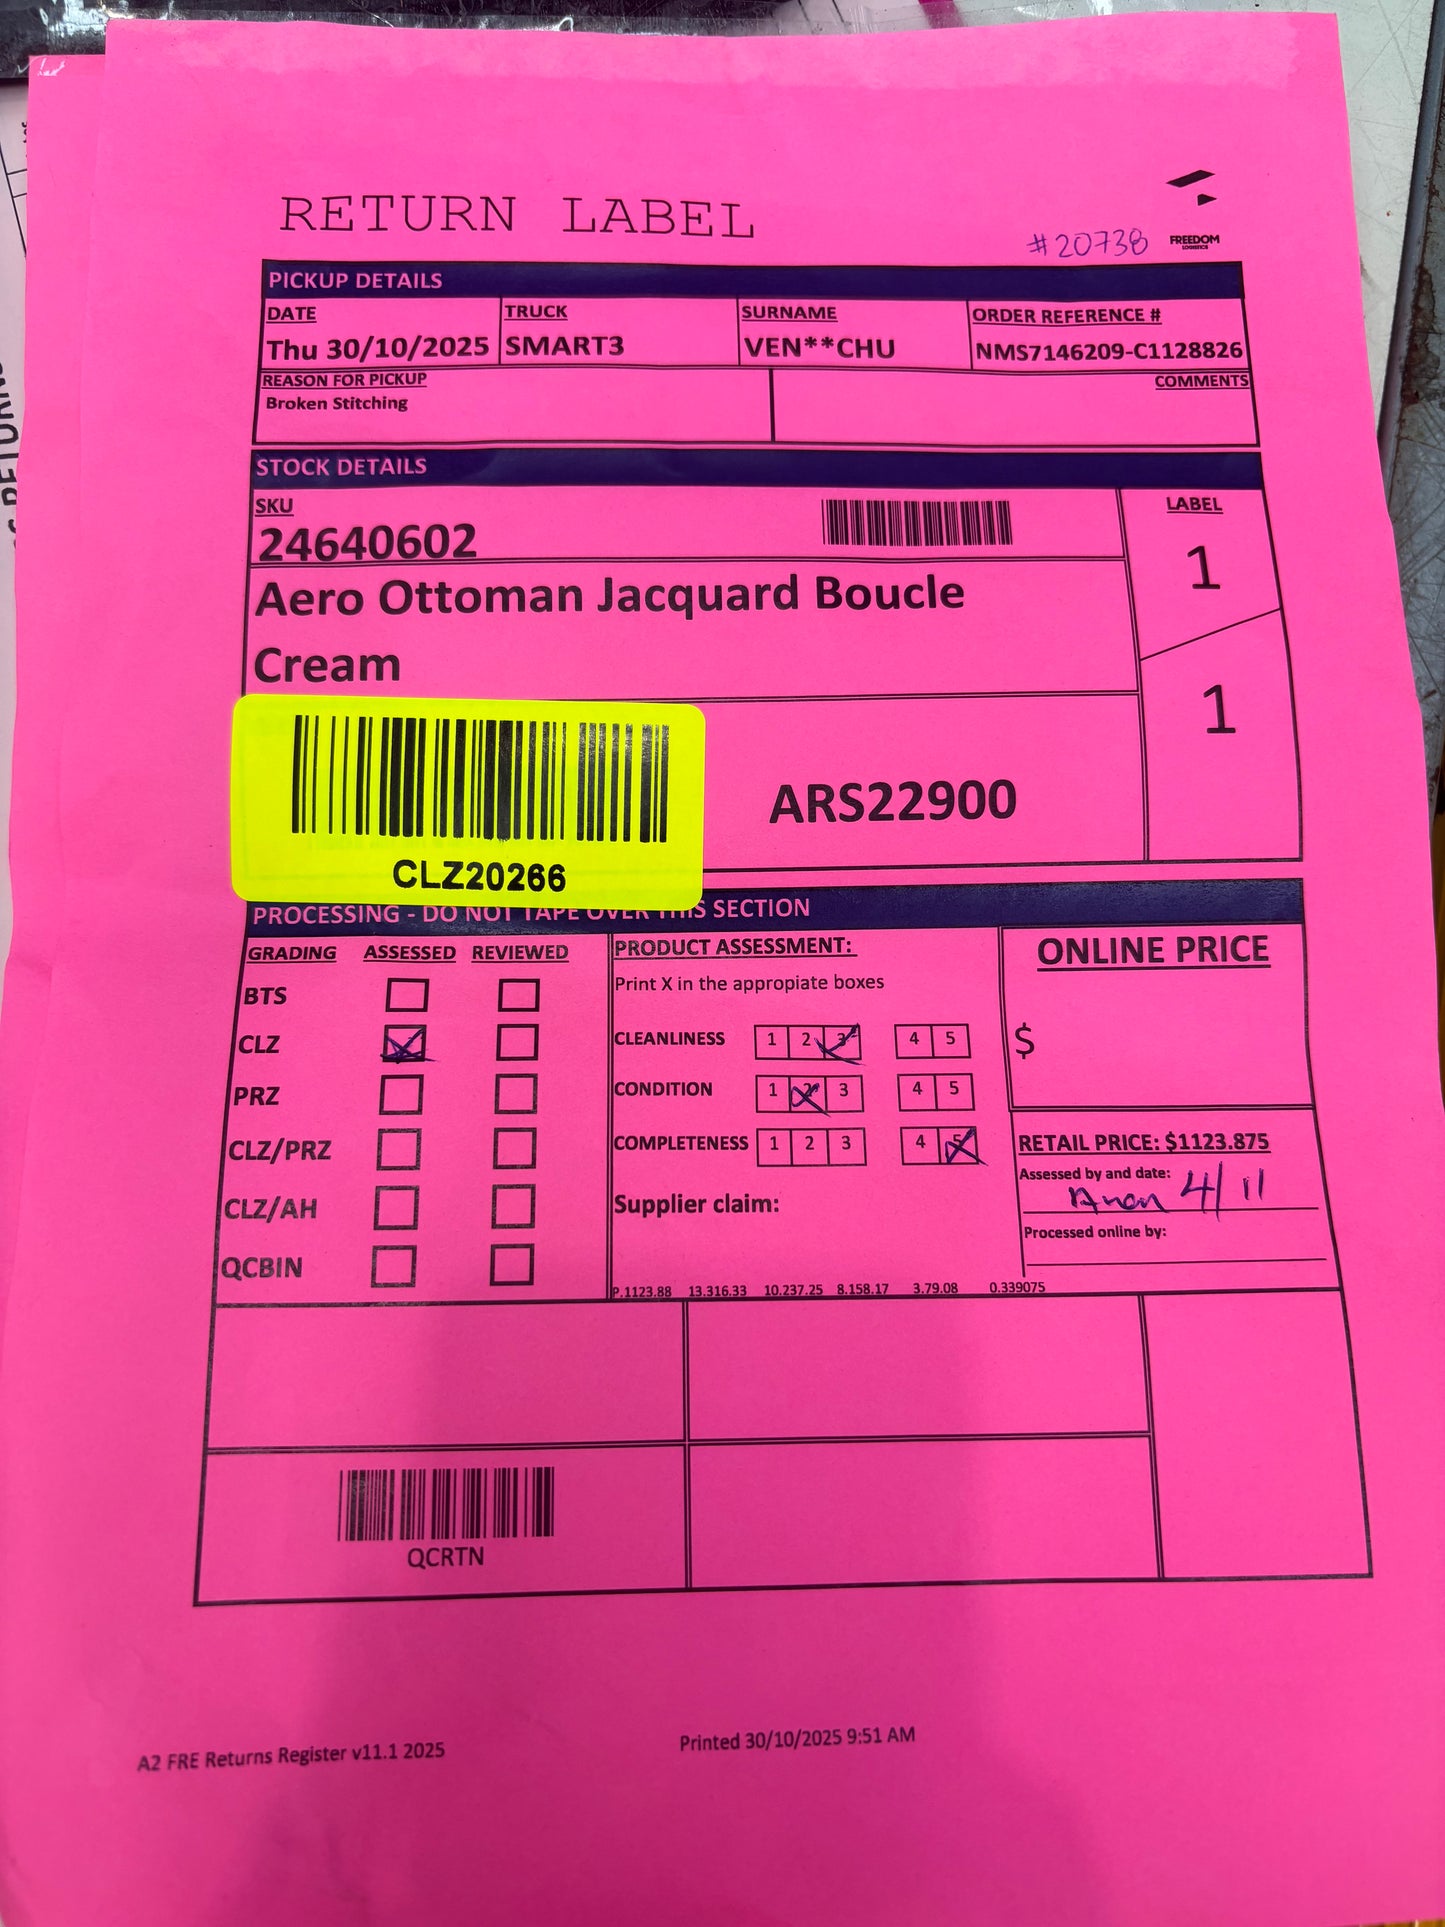 RETURN LABEL
#20738
FREEDOM
LOGISTICS
PICKUP DETAILS
DATE TRUCK SURNAME ORDER REFERENCE #
Thu 30/10/2025 SMART3 VEN**CHU NMS7146209-C1128826
REASON FOR PICKUP COMMENTS
Broken Stitching
STOCK DETAILS
SKU LABEL
24640602
1
Aero Ottoman Jacquard Boucle
Cream
1
ARS22900
CLZ20266
PROCESSING - DO NOT TAPE OVER THIS SECTION
GRADING ASSESSED REVIEWED PRODUCT ASSESSMENT: ONLINE PRICE
Print X in the appropiate boxes
BTS
CLZ CLEANLINESS 1 2 3 4 5 $
PRZ CONDITION 1 2 3 4 5
CLZ/PRZ COMPLETENESS 1 2 3 4 5 RETAIL PRICE: $1123.875
Assessed by and date:
4/11
CLZ/AH Supplier claim:
Processed online by:
QCBIN
P.1123.88 13.316.33 10.237.25 8.158.17 3.79.08 0.339075
QCRTN
A2 FRE Returns Register v11.1 2025 Printed 30/10/2025 9:51 AM